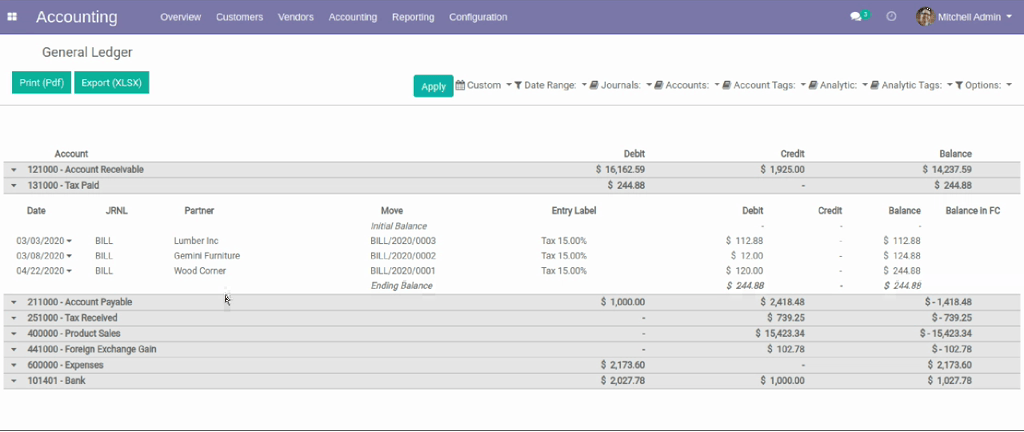 Accounting Overview Customers Vendors Accounting Reporting Configuration 3 Mitchell Admin
General Ledger
Print (Pdf) Export (XLSX)
Apply Custom Date Range: Journals: Accounts: Account Tags: Analytic: Analytic Tags: Options:
Account Debit Credit Balance
121000 - Account Receivable $ 16,162.59 $ 1,925.00 $ 14,237.59
131000 - Tax Paid $ 244.88 - $ 244.88
Date JRNL Partner Move Entry Label Debit Credit Balance Balance in FC
Initial Balance - - -
03/03/2020 BILL Lumber Inc BILL/2020/0003 Tax 15.00% $ 112.88 - $ 112.88
03/08/2020 BILL Gemini Furniture BILL/2020/0002 Tax 15.00% $ 12.00 - $ 124.88
04/22/2020 BILL Wood Corner BILL/2020/0001 Tax 15.00% $ 120.00 - $ 244.88
Ending Balance $ 244.88 - $ 244.88
211000 - Account Payable $ 1,000.00 $ 2,418.48 $ - 1,418.48
251000 - Tax Received - $ 739.25 $ - 739.25
400000 - Product Sales - $ 15,423.34 $ - 15,423.34
441000 - Foreign Exchange Gain - $ 102.78 $ - 102.78
600000 - Expenses $ 2,173.60 - $ 2,173.60
101401 - Bank $ 2,027.78 $ 1,000.00 $ 1,027.78